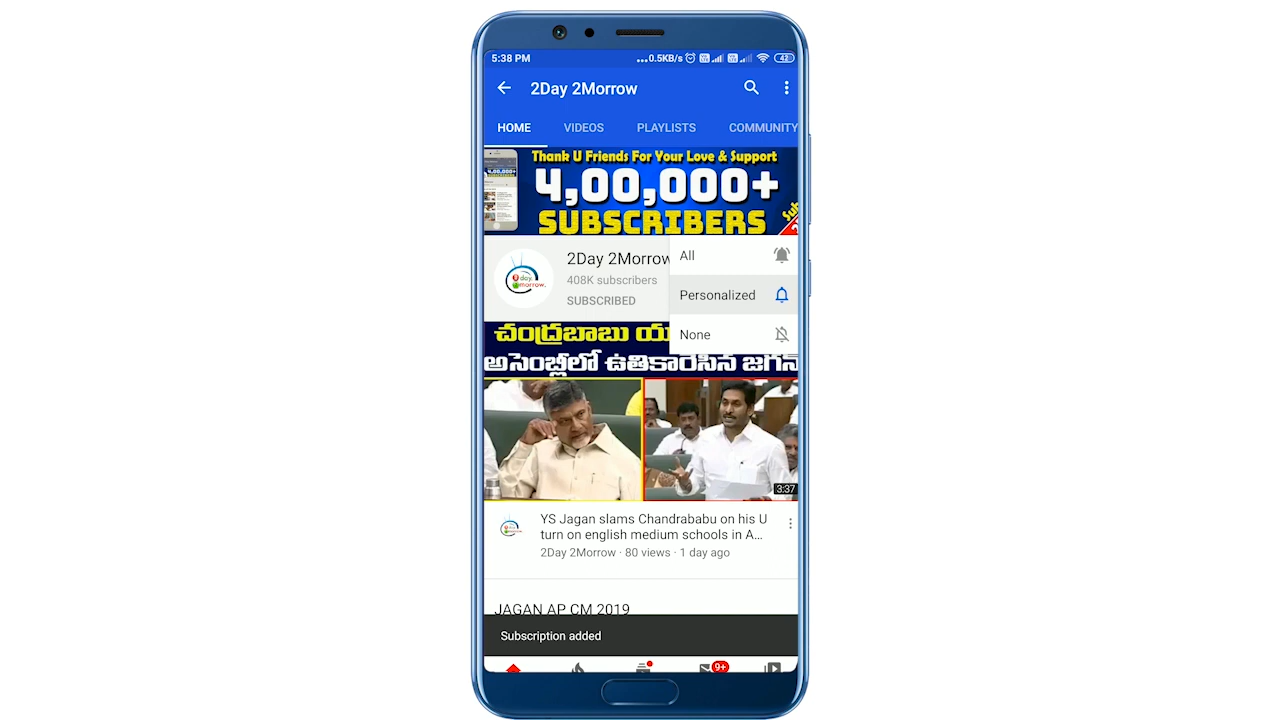 5:38 PM
...0.5KB/s
42
2Day 2Morrow
HOME
VIDEOS
PLAYLISTS
COMMUNITY
Thank U Friends For Your Love & Support
4,00,000+
SUBSCRIBERS
Sub
2Day 2Morrow
408K subscribers
SUBSCRIBED
All
Personalized
None
చంద్రబాబు
అసెంబ్లీలో ఉతికారేసిన జగన్
3:37
YS Jagan slams Chandrababu on his U
turn on english medium schools in A...
2Day 2Morrow · 80 views · 1 day ago
JAGAN AP CM 2019
Subscription added
9+